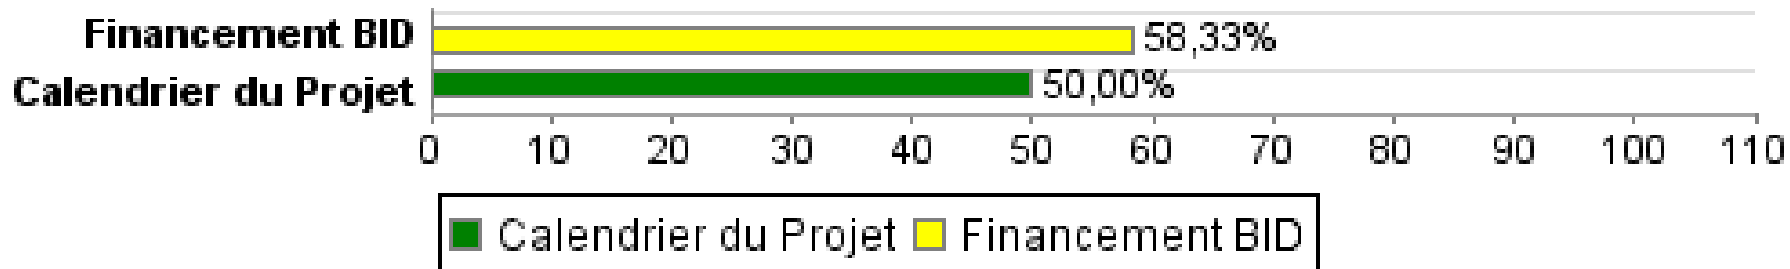 Financement BID 58,33%
Calendrier du Projet 50,00%
0 10 20 30 40 50 60 70 80 90 100 110
Calendrier du Projet Financement BID